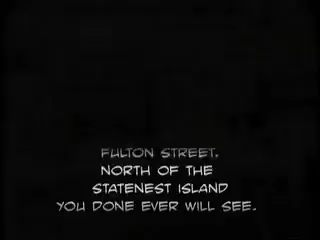 FULTON STREET,
NORTH OF THE
STATENEST ISLAND
YOU DONE EVER WILL SEE.